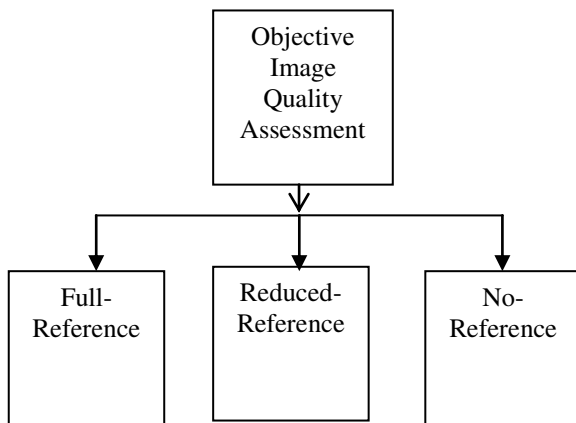 Objective
Image
Quality
Assessment
Full-
Reference
Reduced-
Reference
No-
Reference